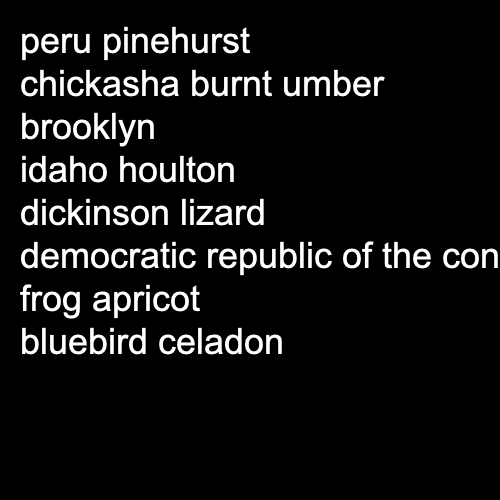 peru pinehurst
chickasha burnt umber
brooklyn
idaho houlton
dickinson lizard
democratic republic of the con
frog apricot
bluebird celadon